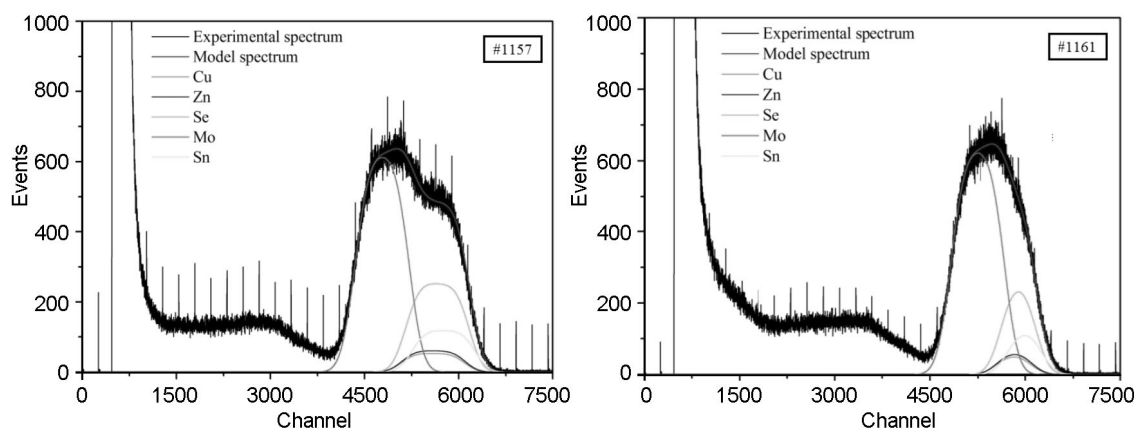 1000
800
600
400
200
0
Events
Experimental spectrum
Model spectrum
Cu
Zn
Se
Mo
Sn
#1157
0 1500 3000 4500 6000 7500
Channel
1000
800
600
400
200
0
Events
Experimental spectrum
Model spectrum
Cu
Zn
Se
Mo
Sn
#1161
0 1500 3000 4500 6000 7500
Channel